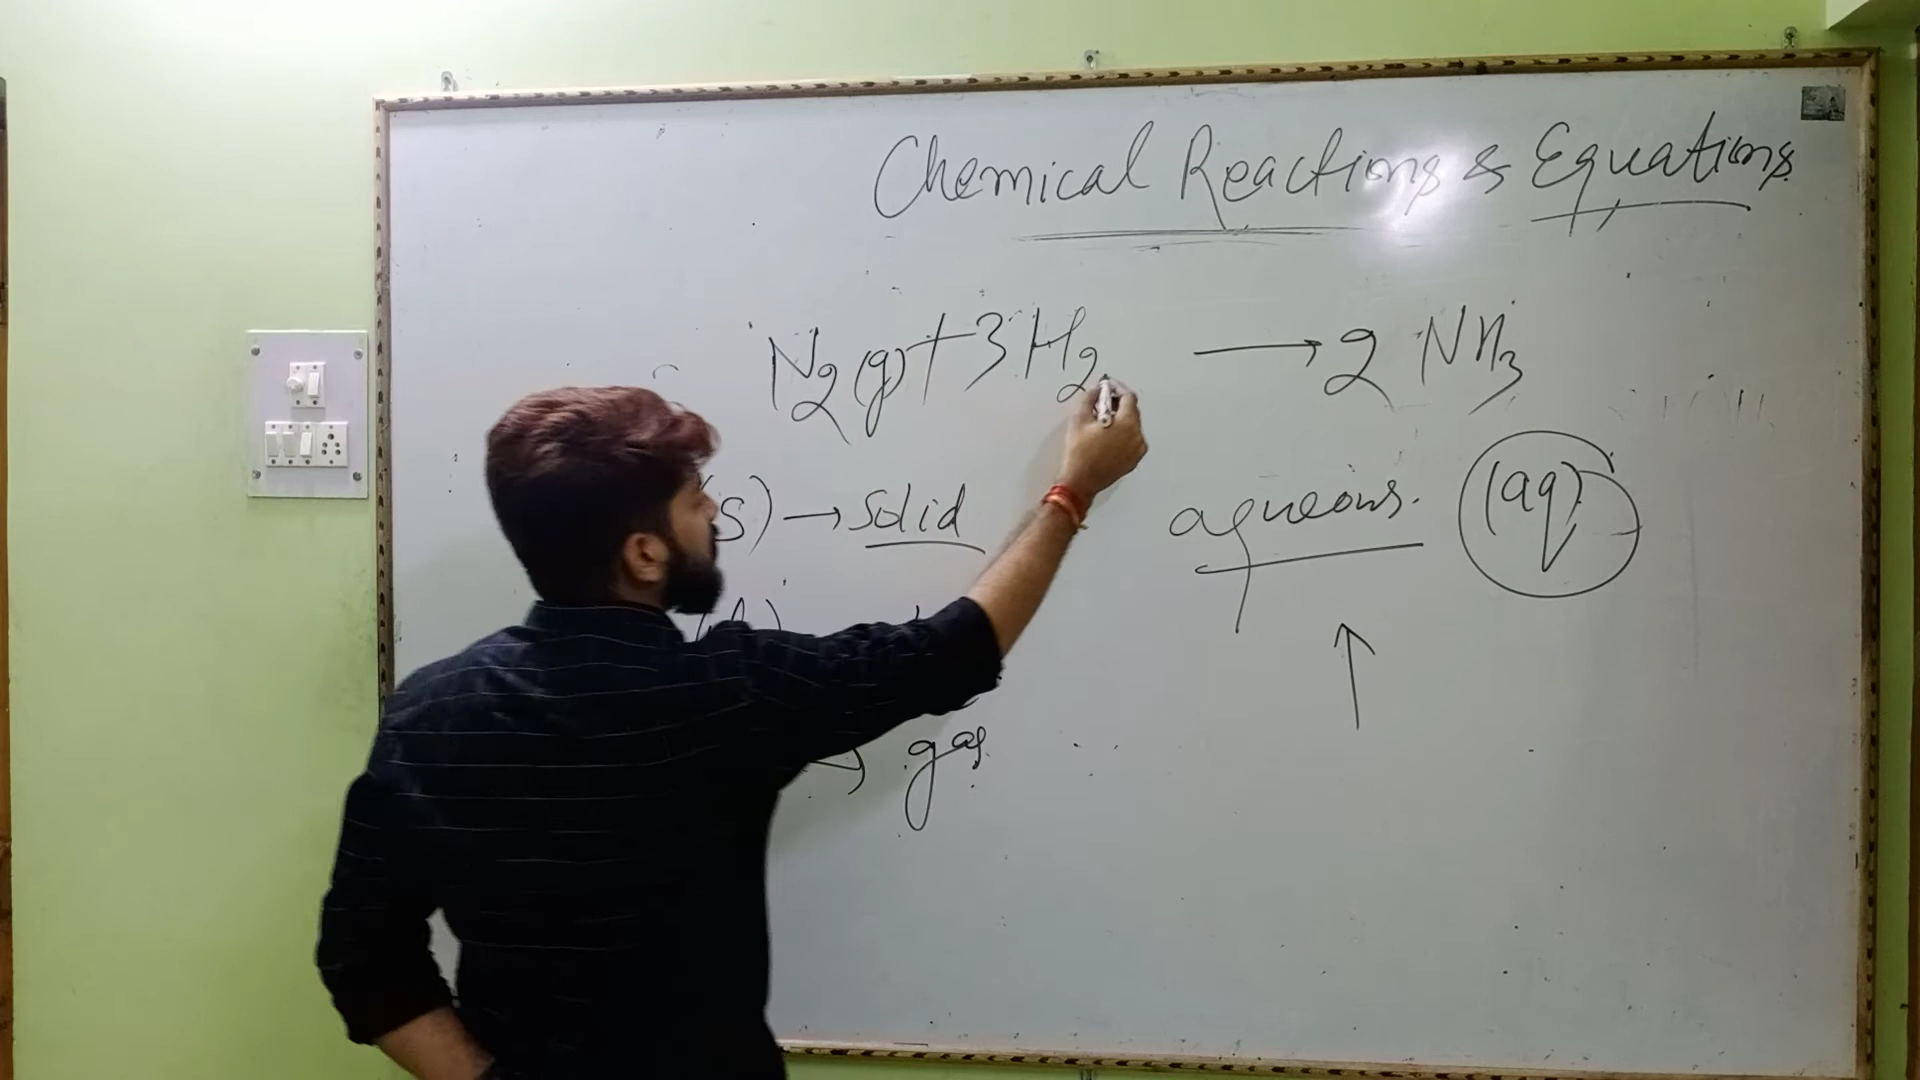 Chemical Reactions & Equations
N2(g) + 3H2 → 2 NH3
(s) → Solid
aqueous. (aq)
gas